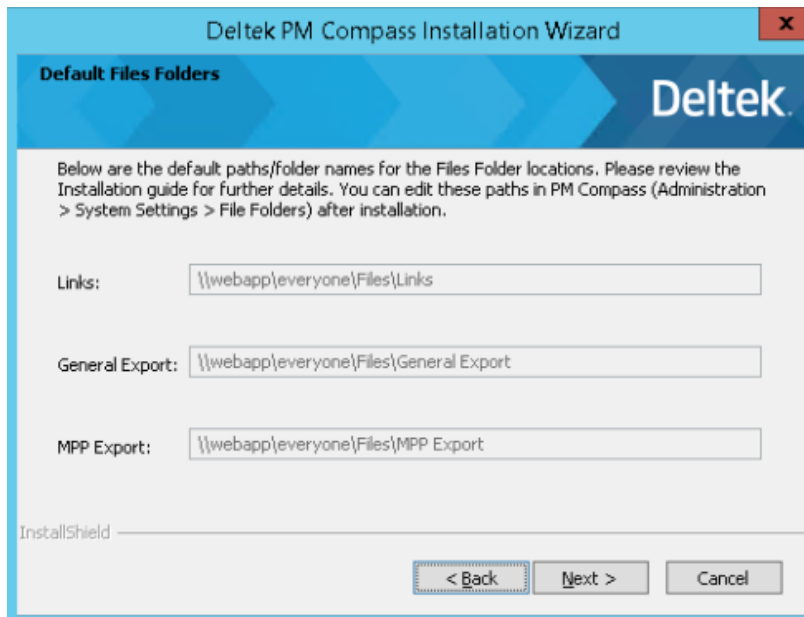 Deltek PM Compass Installation Wizard
x
Default Files Folders
Deltek
Below are the default paths/folder names for the Files Folder locations. Please review the
Installation guide for further details. You can edit these paths in PM Compass (Administration
> System Settings > File Folders) after installation.
Links: \\webapp\everyone\Files\Links
General Export: \\webapp\everyone\Files\General Export
MPP Export: \\webapp\everyone\Files\MPP Export
InstallShield
< Back Next > Cancel